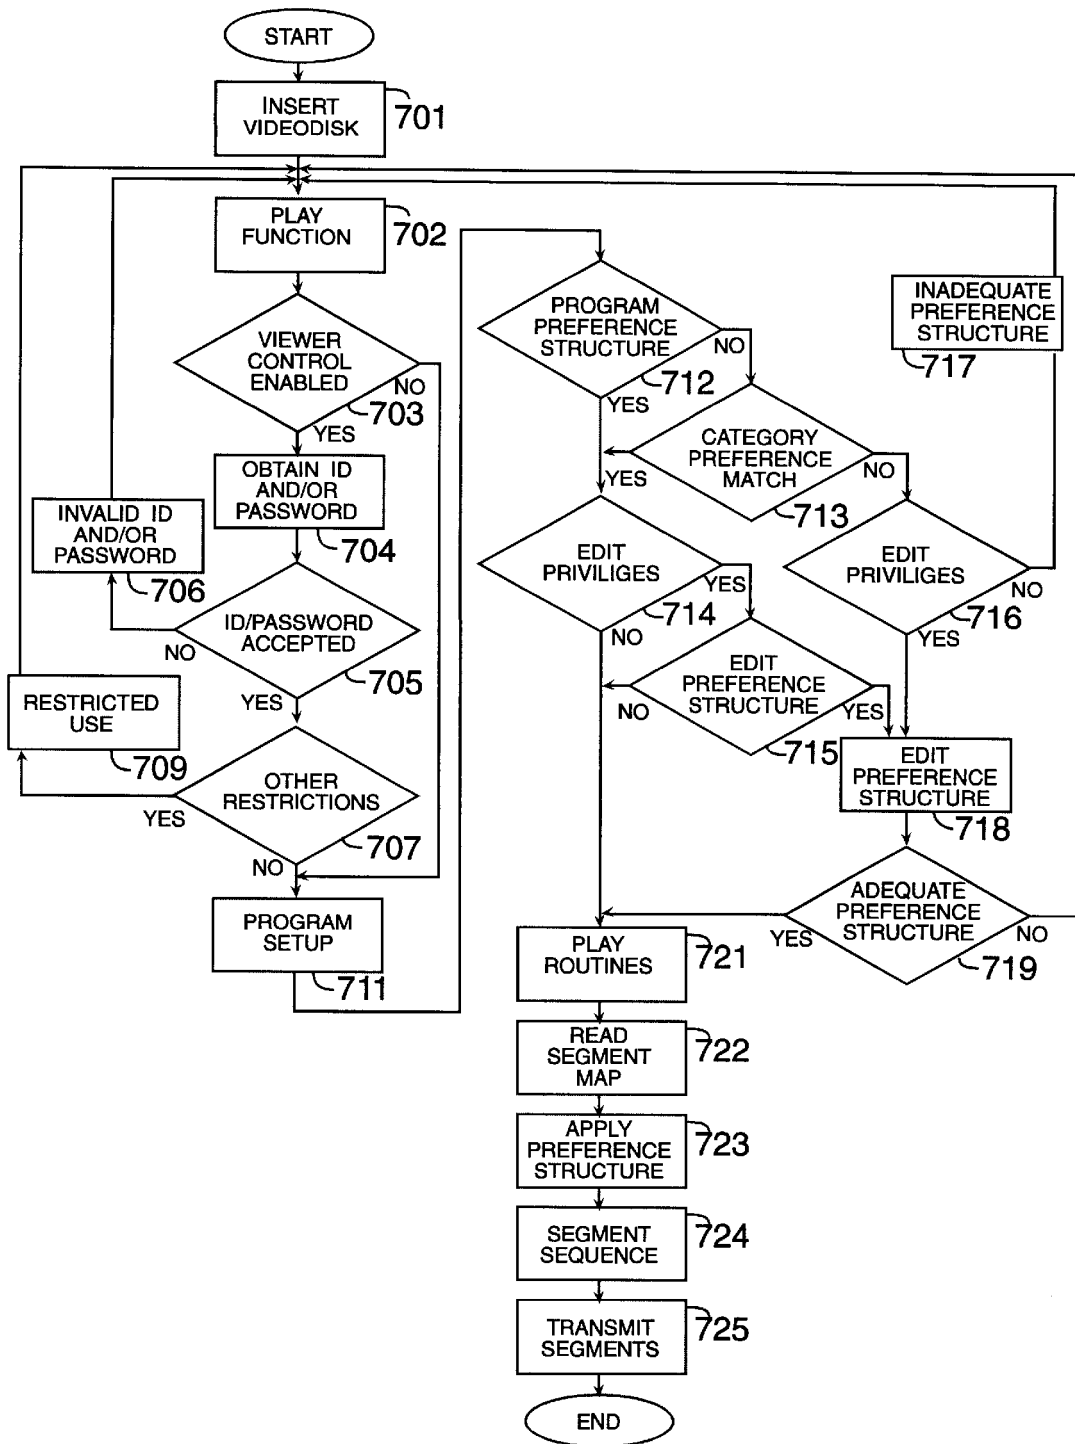 START
INSERT
VIDEODISK
701
PLAY
FUNCTION
702
VIEWER
CONTROL
ENABLED
NO
703
YES
OBTAIN ID
AND/OR
PASSWORD
704
INVALID ID
AND/OR
PASSWORD
706
ID/PASSWORD
ACCEPTED
NO
705
YES
RESTRICTED
USE
709
OTHER
RESTRICTIONS
YES
707
NO
PROGRAM
SETUP
711
PROGRAM
PREFERENCE
STRUCTURE
NO
712
YES
CATEGORY
PREFERENCE
MATCH
YES
NO
713
INADEQUATE
PREFERENCE
STRUCTURE
717
EDIT
PRIVILIGES
YES
714
NO
EDIT
PRIVILIGES
NO
716
YES
EDIT
PREFERENCE
STRUCTURE
NO
YES
715
EDIT
PREFERENCE
STRUCTURE
718
ADEQUATE
PREFERENCE
STRUCTURE
YES
NO
719
PLAY
ROUTINES
721
READ
SEGMENT
MAP
722
APPLY
PREFERENCE
STRUCTURE
723
SEGMENT
SEQUENCE
724
TRANSMIT
SEGMENTS
725
END